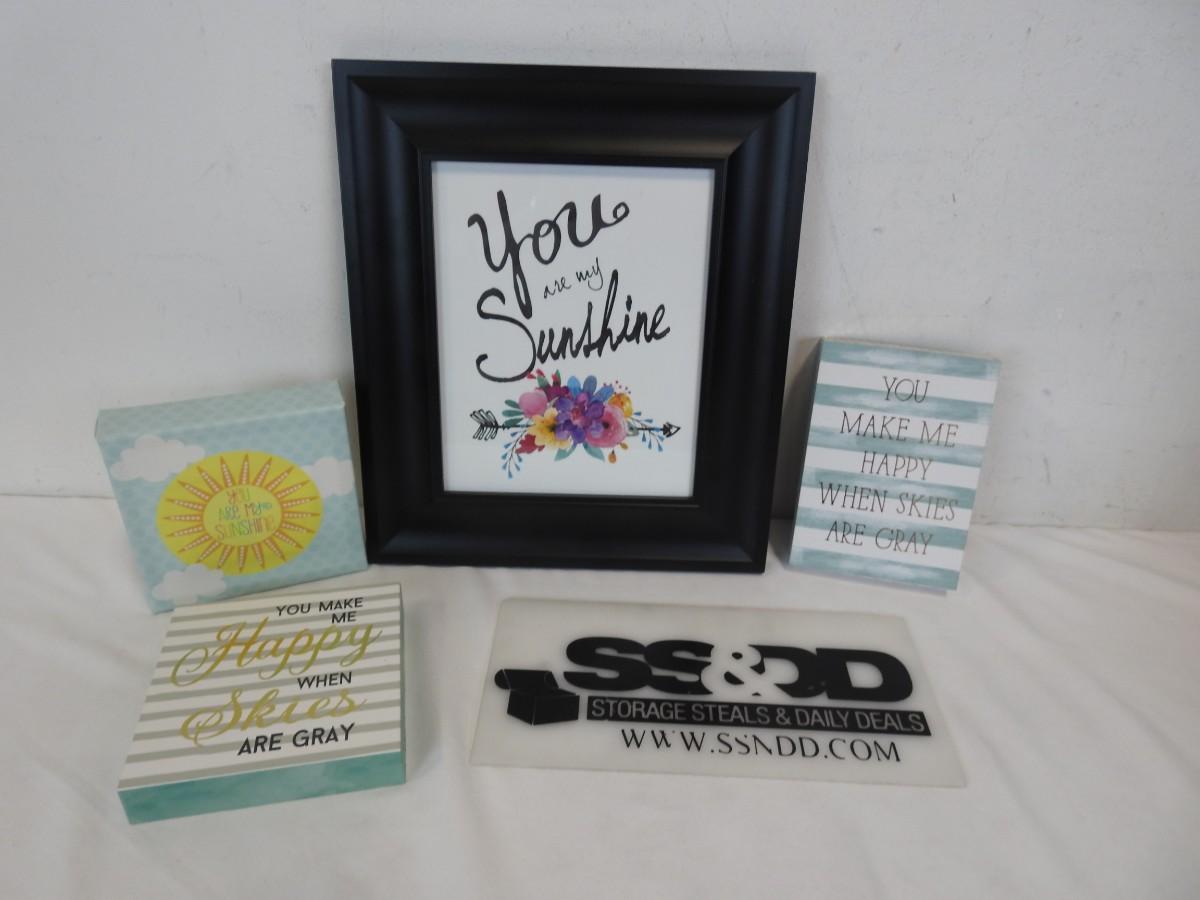 You
are my
Sunshine
YOU
ARE MY
SUNSHINE
YOU
MAKE ME
HAPPY
WHEN SKIES
ARE GRAY
YOU MAKE
ME
Happy
WHEN
Skies
ARE GRAY
SS&DD
STORAGE STEALS & DAILY DEALS
WWW.SSNDD.COM